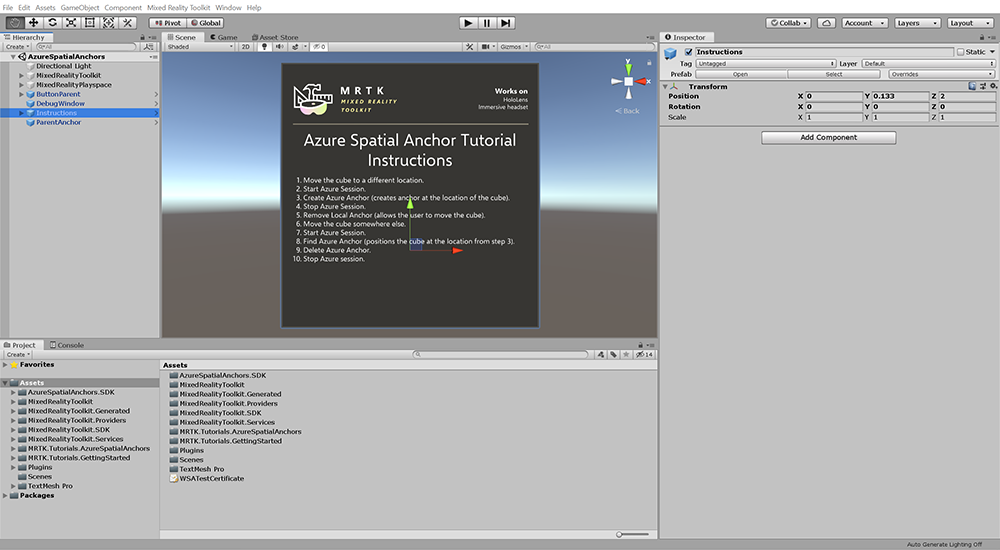 File Edit Assets GameObject Component Mixed Reality Toolkit Window Help
Pivot Global Collab Account Layers Layout
Hierarchy
Create All
AzureSpatialAnchors
Directional Light
MixedRealityToolkit
MixedRealityPlayspace
ButtonParent
DebugWindow
Instructions
ParentAnchor
Scene Game Asset Store
Shaded 2D 0 Gizmos All
MRTK
MIXED REALITY
TOOLKIT
Works on
HoloLens
Immersive headset
Azure Spatial Anchor Tutorial
Instructions
1. Move the cube to a different location.
2. Start Azure Session.
3. Create Azure Anchor (creates anchor at the location of the cube).
4. Stop Azure Session.
5. Remove Local Anchor (allows the user to move the cube).
6. Move the cube somewhere else.
7. Start Azure Session.
8. Find Azure Anchor (positions the cube at the location from step 3).
9. Delete Azure Anchor.
10. Stop Azure session.
y
x
Back
Inspector
Instructions Static
Tag Untagged Layer Default
Prefab Open Select Overrides
Transform
Position X 0 Y 0.133 Z 2
Rotation X 0 Y 0 Z 0
Scale X 1 Y 1 Z 1
Add Component
Project Console
Create 14
Favorites
Assets
AzureSpatialAnchors.SDK
MixedRealityToolkit
MixedRealityToolkit.Generated
MixedRealityToolkit.Providers
MixedRealityToolkit.SDK
MixedRealityToolkit.Services
MRTK.Tutorials.AzureSpatialAnchors
MRTK.Tutorials.GettingStarted
Plugins
Scenes
TextMesh Pro
Packages
Assets
AzureSpatialAnchors.SDK
MixedRealityToolkit
MixedRealityToolkit.Generated
MixedRealityToolkit.Providers
MixedRealityToolkit.SDK
MixedRealityToolkit.Services
MRTK.Tutorials.AzureSpatialAnchors
MRTK.Tutorials.GettingStarted
Plugins
Scenes
TextMesh Pro
WSATestCertificate
Auto Generate Lighting Off